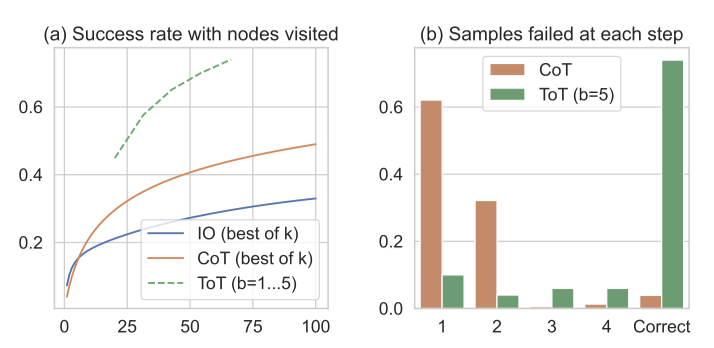 (a) Success rate with nodes visited
0.6
0.4
0.2
IO (best of k)
CoT (best of k)
ToT (b=1...5)
0 25 50 75 100
(b) Samples failed at each step
CoT
ToT (b=5)
0.6
0.4
0.2
0.0
1 2 3 4 Correct